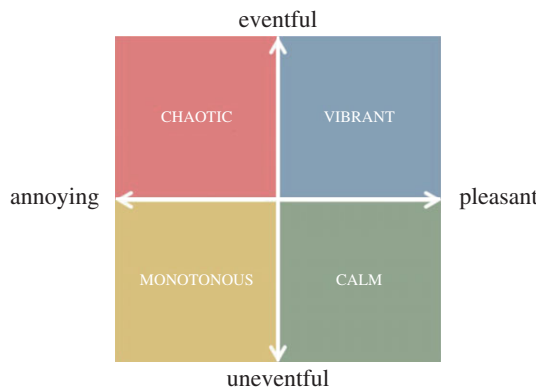 eventful
CHAOTIC
VIBRANT
annoying
pleasant
MONOTONOUS
CALM
uneventful